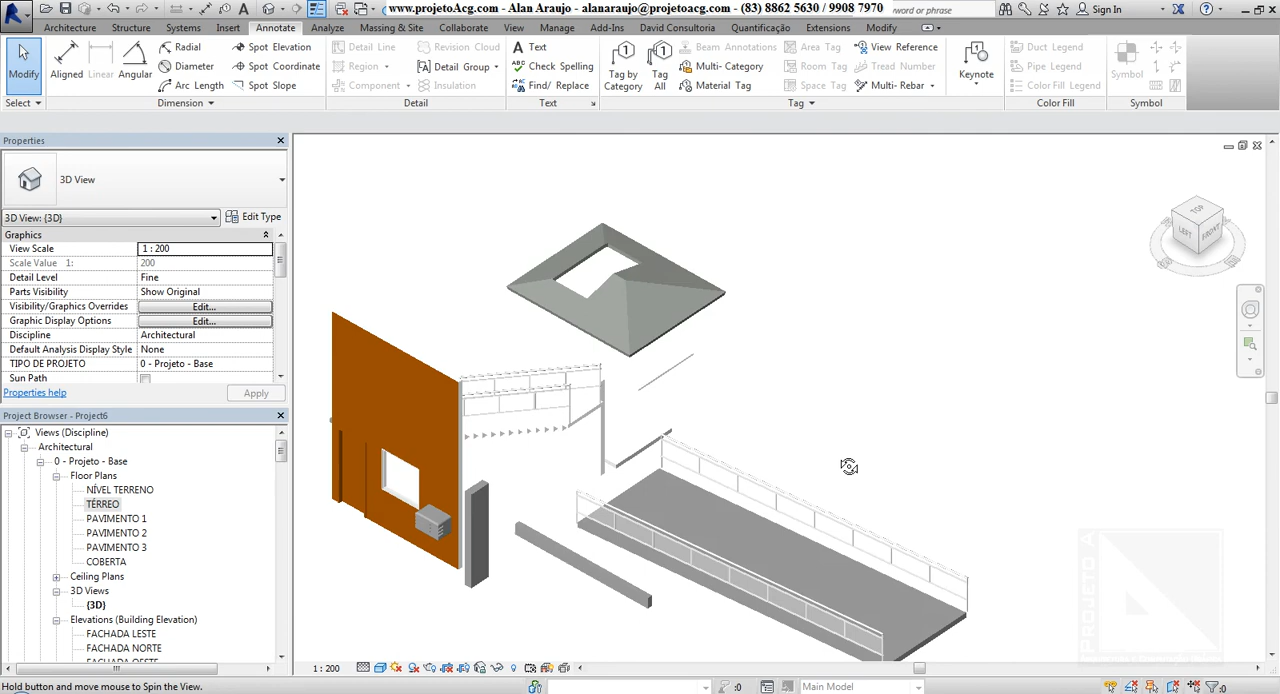 www.projetoAcg.com - Alan Araujo - alanaraujo@projetoacg.com - (83) 8862 5630 / 9908 7970
word or phrase
Sign In
Architecture Structure Systems Insert Annotate Analyze Massing & Site Collaborate View Manage Add-Ins David Consultoria Quantificação Extensions Modify
Modify
Select
Aligned
Linear
Angular
Radial
Diameter
Arc Length
Spot Elevation
Spot Coordinate
Spot Slope
Dimension
Detail Line
Region
Component
Revision Cloud
Detail Group
Insulation
Detail
Text
Check Spelling
Find/ Replace
Text
Tag by Category
Tag All
Beam Annotations
Multi- Category
Material Tag
Area Tag
Room Tag
Space Tag
View Reference
Tread Number
Multi- Rebar
Tag
Keynote
Duct Legend
Pipe Legend
Color Fill Legend
Color Fill
Symbol
Symbol
Properties
3D View
3D View: {3D}
Edit Type
Graphics
View Scale 1 : 200
Scale Value 1: 200
Detail Level Fine
Parts Visibility Show Original
Visibility/Graphics Overrides Edit...
Graphic Display Options Edit...
Discipline Architectural
Default Analysis Display Style None
TIPO DE PROJETO 0 - Projeto - Base
Sun Path
Properties help
Apply
Project Browser - Project6
Views (Discipline)
Architectural
0 - Projeto - Base
Floor Plans
NÍVEL TERRENO
TÉRREO
PAVIMENTO 1
PAVIMENTO 2
PAVIMENTO 3
COBERTA
Ceiling Plans
3D Views
{3D}
Elevations (Building Elevation)
FACHADA LESTE
FACHADA NORTE
FACHADA OESTE
TOP
LEFT
FRONT
PROJETO A
1 : 200
Hold button and move mouse to Spin the View.
:0
Main Model
:0